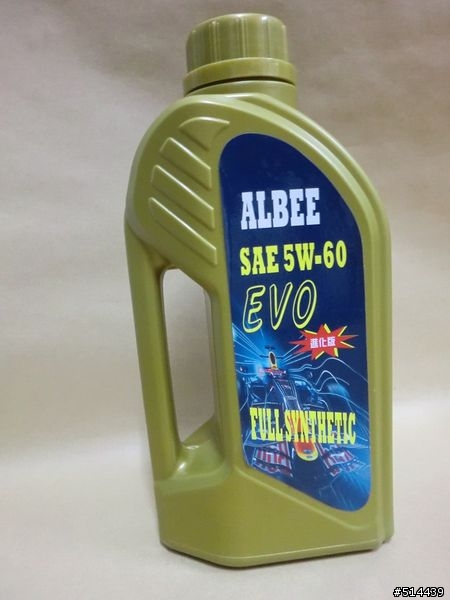 ALBEE
SAE 5W-60
EVO
進化版
FULL SYNTHETIC
#514439